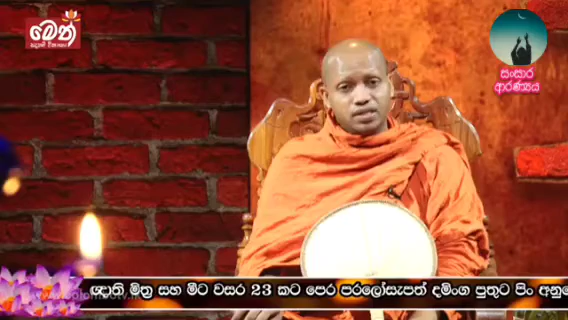 මෙත්
සංසාර
ආරණ්‍යය
ඥාති මිත්‍ර සහ මීට වසර 23 කට පෙර පරලෝසැපත් දමිංග පුතුට පිං අනු